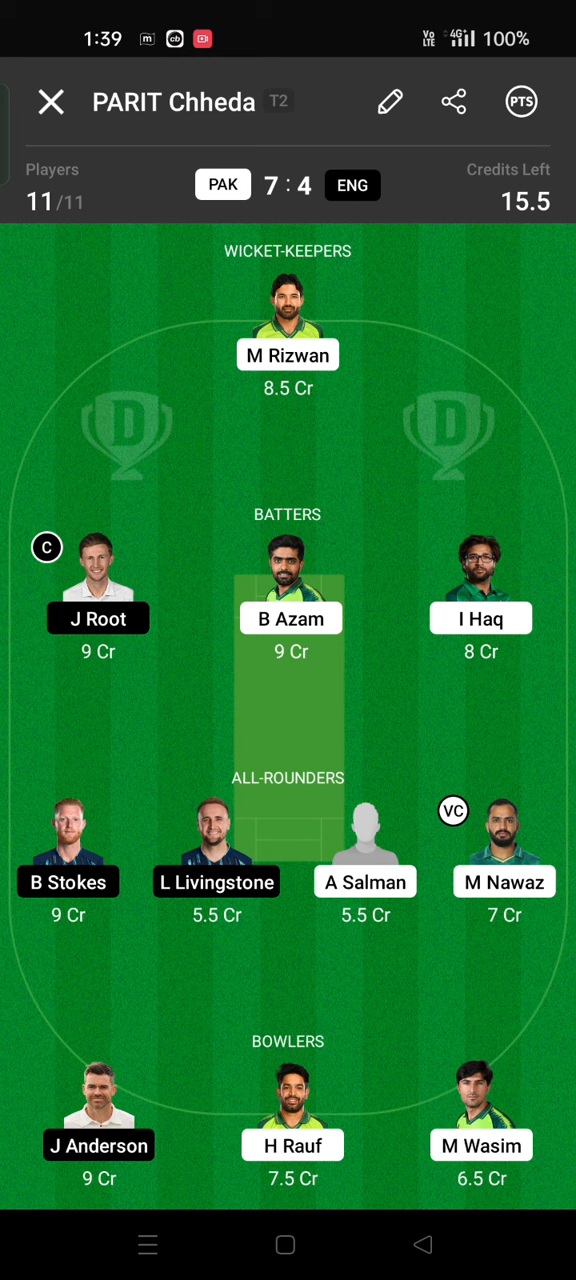 1:39 m cb Vo LTE 4G+ 100%
PARIT Chheda T2 PTS
Players Credits Left
11/11 PAK 7 : 4 ENG 15.5
WICKET-KEEPERS
M Rizwan
8.5 Cr
D D
BATTERS
C
J Root B Azam I Haq
9 Cr 9 Cr 8 Cr
ALL-ROUNDERS
VC
B Stokes L Livingstone A Salman M Nawaz
9 Cr 5.5 Cr 5.5 Cr 7 Cr
BOWLERS
J Anderson H Rauf M Wasim
9 Cr 7.5 Cr 6.5 Cr